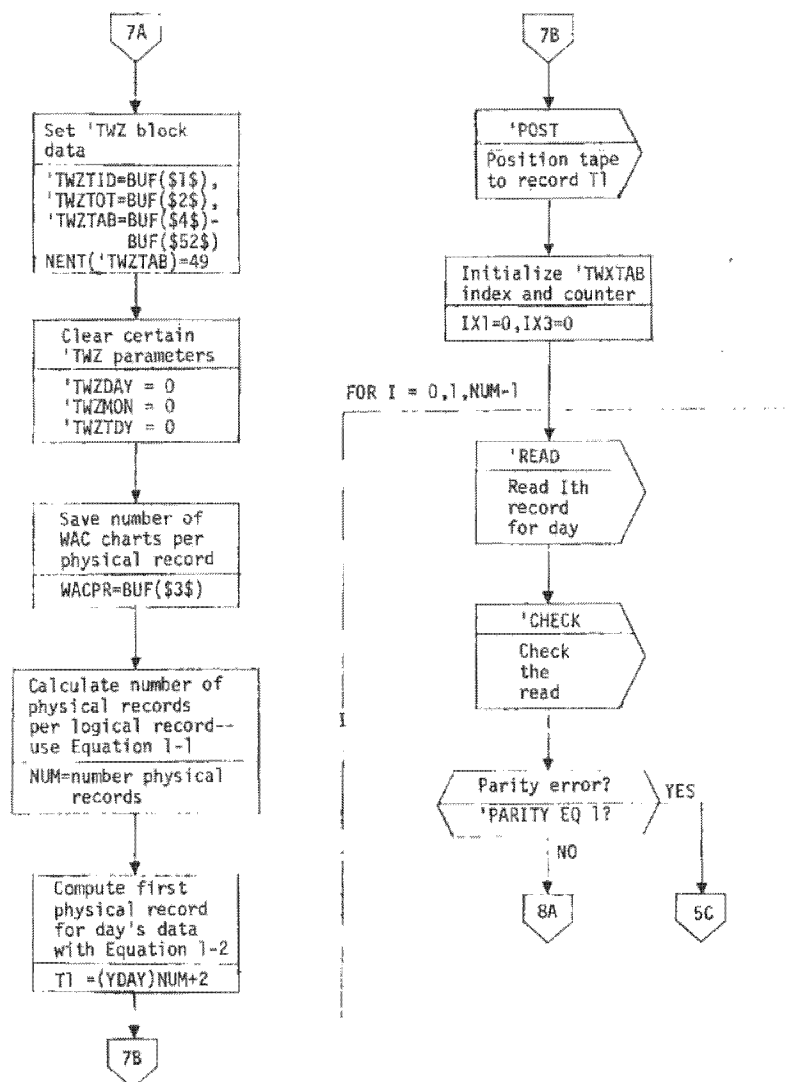 7A
Set 'TWZ block
data
'TWZTID=BUF($1$),
'TWZTOT=BUF($2$),
'TWZTAB=BUF($4$)-
BUF($52$)
NENT('TWZTAB)=49
Clear certain
'TWZ parameters
'TWZDAY = 0
'TWZMON = 0
'TWZTDY = 0
Save number of
WAC charts per
physical record
WACPR=BUF($3$)
Calculate number of
physical records
per logical record--
use Equation 1-1
NUM=number physical
records
Compute first
physical record
for day's data
with Equation 1-2
T1 =(YDAY)NUM+2
7B
7B
'POST
Position tape
to record T1
Initialize 'TWXTAB
index and counter
IX1=0,IX3=0
FOR I = 0,1,NUM-1
'READ
Read Ith
record
for day
'CHECK
Check
the
read
I
Parity error?
'PARITY EQ 1?
YES
NO
8A
5C